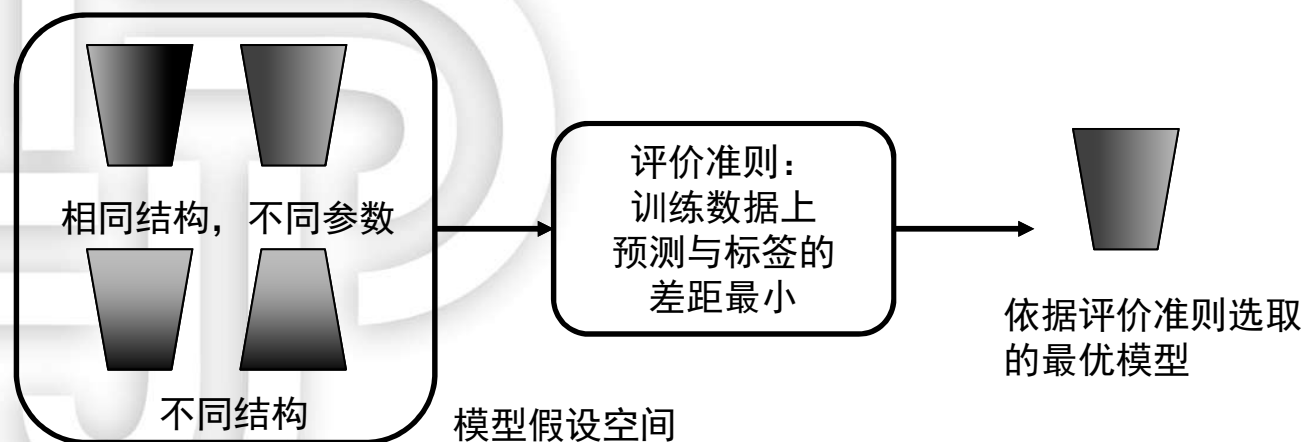 相同结构，不同参数
不同结构
模型假设空间
评价准则：
训练数据上
预测与标签的
差距最小
依据评价准则选取
的最优模型